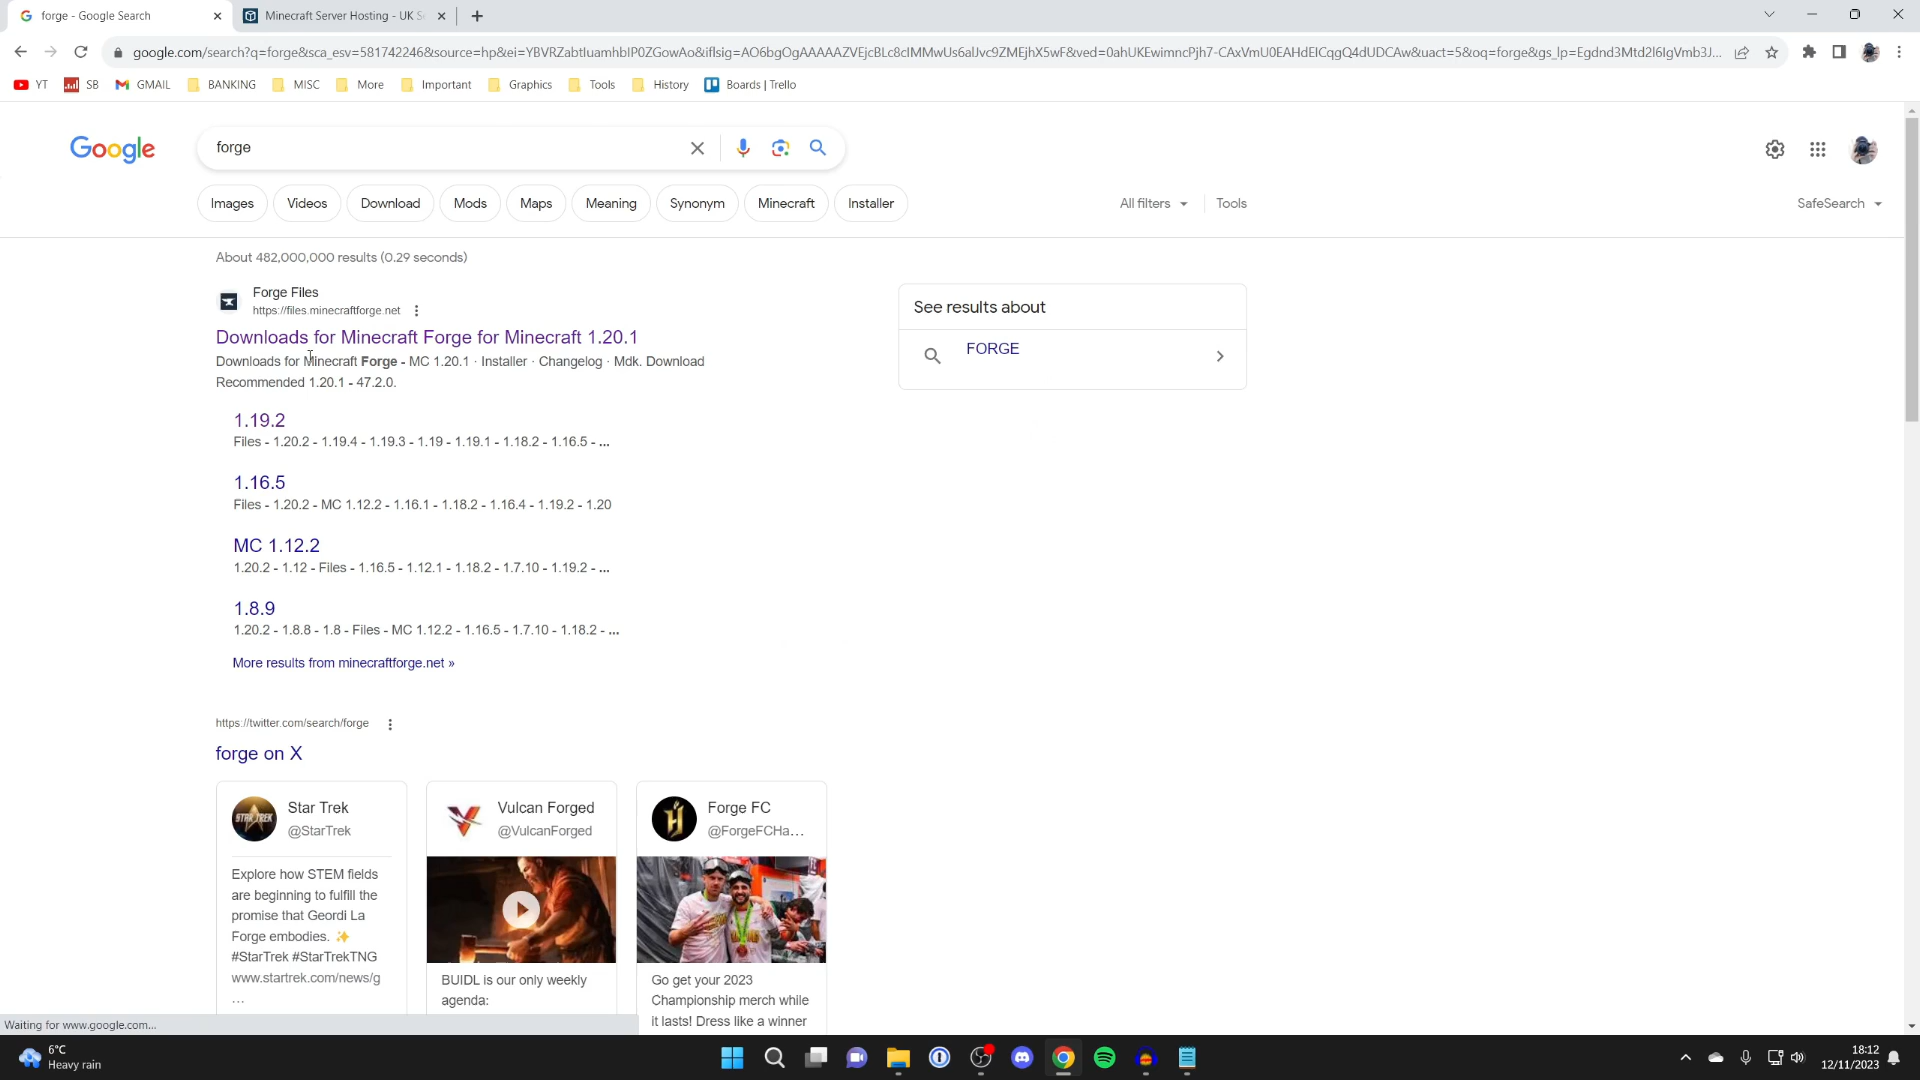 forge - Google Search
Minecraft Server Hosting - UK S
google.com/search?q=forge&sca_esv=581742246&source=hp&ei=YBVRZabtIuamhbIP0ZGowAo&iflsig=AO6bgOgAAAAAZVEjcBLc8cIMMwUs6alJvc9ZMEjhX5wF&ved=0ahUKEwimncPjh7-CAxVmU0EAHdEICqgQ4dUDCAw&uact=5&oq=forge&gs_lp=Egdnd3Mtd2l6IgVmb3J...
YT
SB
GMAIL
BANKING
MISC
More
Important
Graphics
Tools
History
Boards | Trello
Google
forge
Images
Videos
Download
Mods
Maps
Meaning
Synonym
Minecraft
Installer
All filters
Tools
SafeSearch
About 482,000,000 results (0.29 seconds)
Forge Files
https://files.minecraftforge.net
Downloads for Minecraft Forge for Minecraft 1.20.1
Downloads for Minecraft Forge - MC 1.20.1 · Installer · Changelog · Mdk. Download
Recommended 1.20.1 - 47.2.0.
1.19.2
Files - 1.20.2 - 1.19.4 - 1.19.3 - 1.19 - 1.19.1 - 1.18.2 - 1.16.5 - ...
1.16.5
Files - 1.20.2 - MC 1.12.2 - 1.16.1 - 1.18.2 - 1.16.4 - 1.19.2 - 1.20
MC 1.12.2
1.20.2 - 1.12 - Files - 1.16.5 - 1.12.1 - 1.18.2 - 1.7.10 - 1.19.2 - ...
1.8.9
1.20.2 - 1.8.8 - 1.8 - Files - MC 1.12.2 - 1.16.5 - 1.7.10 - 1.18.2 - ...
More results from minecraftforge.net »
See results about
FORGE
https://twitter.com/search/forge
forge on X
Star Trek
@StarTrek
Explore how STEM fields
are beginning to fulfill the
promise that Geordi La
Forge embodies. ✨
#StarTrek #StarTrekTNG
www.startrek.com/news/g
...
Vulcan Forged
@VulcanForged
BUIDL is our only weekly
agenda:
Forge FC
@ForgeFCHa...
Go get your 2023
Championship merch while
it lasts! Dress like a winner
Waiting for www.google.com...
6°C
Heavy rain
18:12
12/11/2023